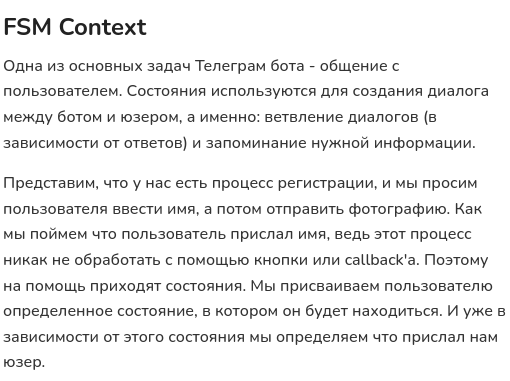 FSM Context
Одна из основных задач Телеграм бота - общение с
пользователем. Состояния используются для создания диалога
между ботом и юзером, а именно: ветвление диалогов (в
зависимости от ответов) и запоминание нужной информации.
Представим, что у нас есть процесс регистрации, и мы просим
пользователя ввести имя, а потом отправить фотографию. Как
мы поймем что пользователь прислал имя, ведь этот процесс
никак не обработать с помощью кнопки или callback'а. Поэтому
на помощь приходят состояния. Мы присваиваем пользователю
определенное состояние, в котором он будет находиться. И уже в
зависимости от этого состояния мы определяем что прислал нам
юзер.